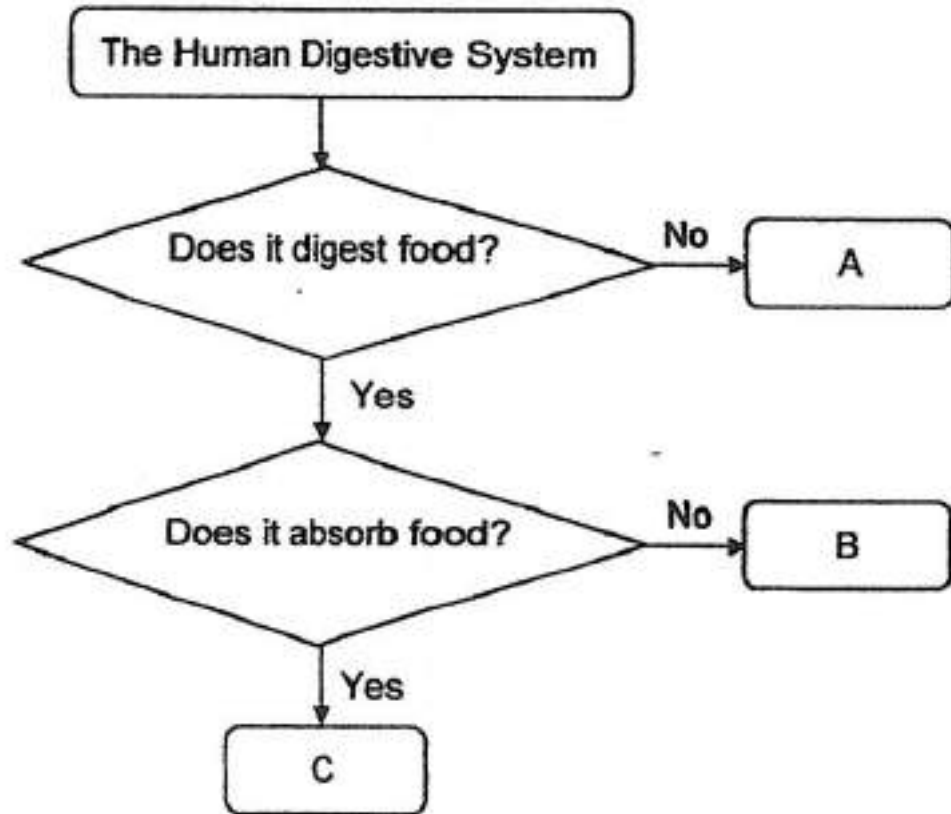 The Human Digestive System
Does it digest food?
No
A
Yes
Does it absorb food?
No
B
Yes
C